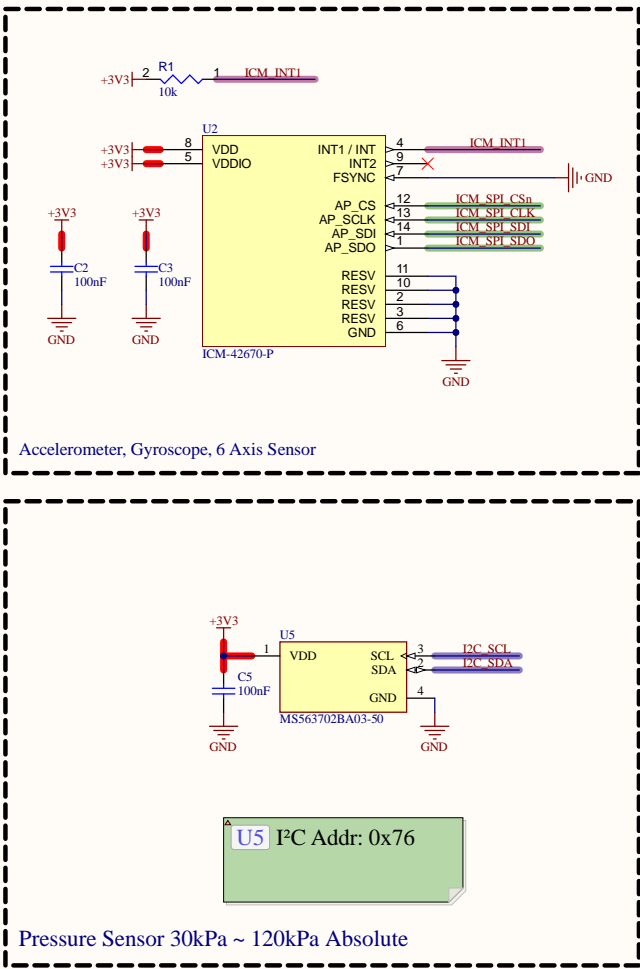 R1
+3V3 2 1 ICM_INT1
10k
U2
+3V3 8 VDD INT1 / INT 4 ICM_INT1
+3V3 5 VDDIO INT2 9
FSYNC 7 GND
AP_CS 12 ICM_SPI_CSn
AP_SCLK 13 ICM_SPI_CLK
AP_SDI 14 ICM_SPI_SDI
AP_SDO 1 ICM_SPI_SDO
+3V3 +3V3
C2 C3
100nF 100nF
GND GND
RESV 11
RESV 10
RESV 2
RESV 3
GND 6
GND
ICM-42670-P
Accelerometer, Gyroscope, 6 Axis Sensor
+3V3
U5
1 VDD SCL 3 I2C_SCL
SDA 2 I2C_SDA
C5
100nF
GND 4
MS563702BA03-50
GND GND
U5 I²C Addr: 0x76
Pressure Sensor 30kPa ~ 120kPa Absolute